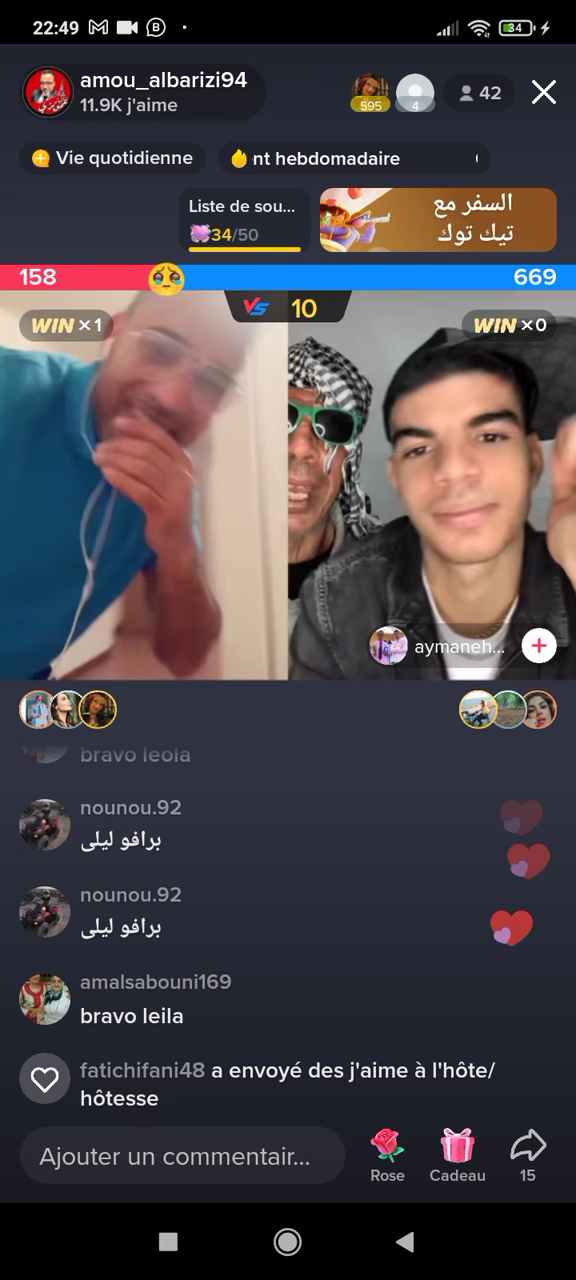 22:49
34
amou_albarizi94
11.9K j'aime
595
4
42
Vie quotidienne
nt hebdomadaire
Liste de sou...
34/50
السفر مع
تيك توك
158
669
VS 10
WIN ×1
WIN ×0
aymaneh...
bravo leola
nounou.92
برافو ليلى
nounou.92
برافو ليلى
amalsabouni169
bravo leila
fatichifani48 a envoyé des j'aime à l'hôte/
hôtesse
Ajouter un commentair...
Rose
Cadeau
15